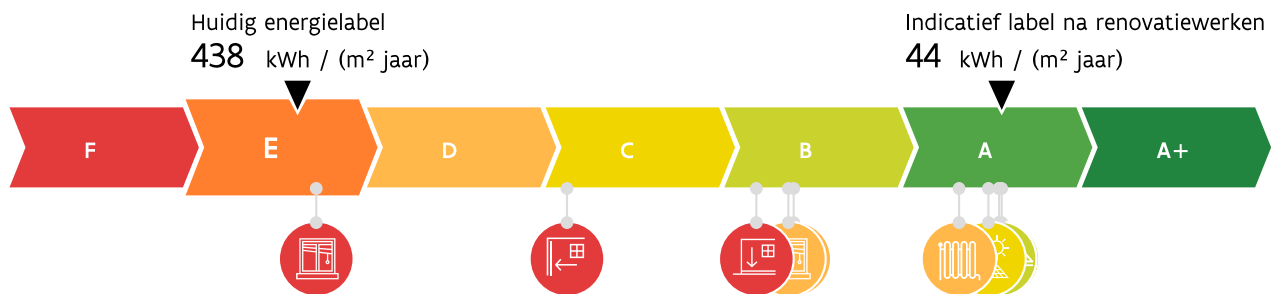 Huidig energielabel
438 kWh / (m² jaar)
Indicatief label na renovatiewerken
44 kWh / (m² jaar)
F E D C B A A+